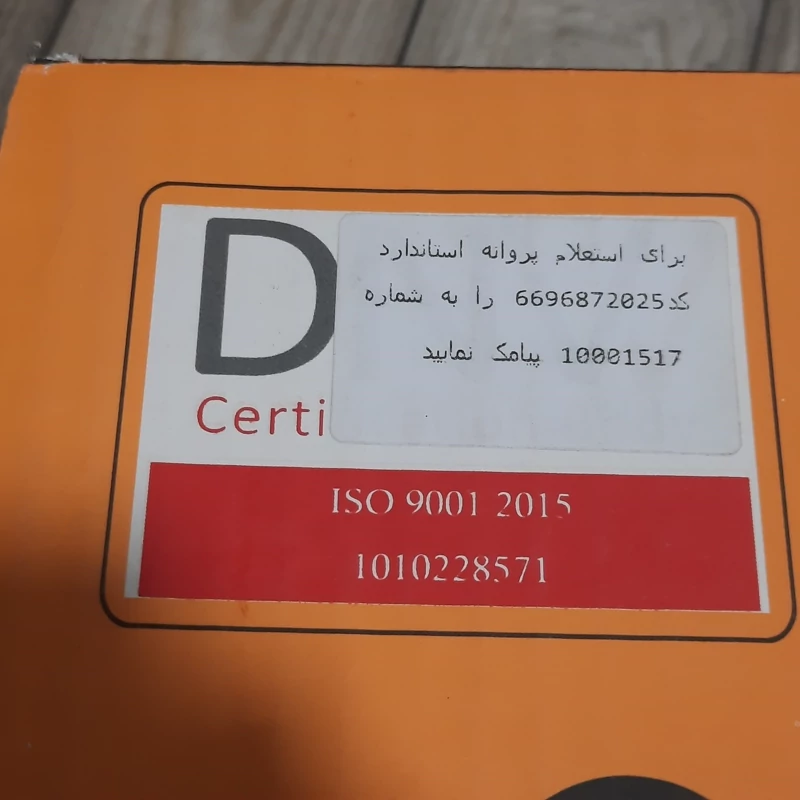 D
برای استعلام پروانه استاندارد
کد6696872025 را به شماره
10001517 پیامک نمایید
Certi
ISO 9001 2015
1010228571